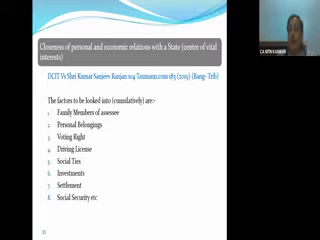 Closeness of personal and economic relations with a State (centre of vital
interests)
DCIT Vs Shri Kumar Sanjeev Ranjan 104 Taxmann.com 183 (2019) (Bang- Trib)
The factors to be looked into (cumulatively) are:-
1. Family Members of assessee
2. Personal Belongings
3. Voting Right
4. Driving License
5. Social Ties
6. Investments
7. Settlement
8. Social Security etc